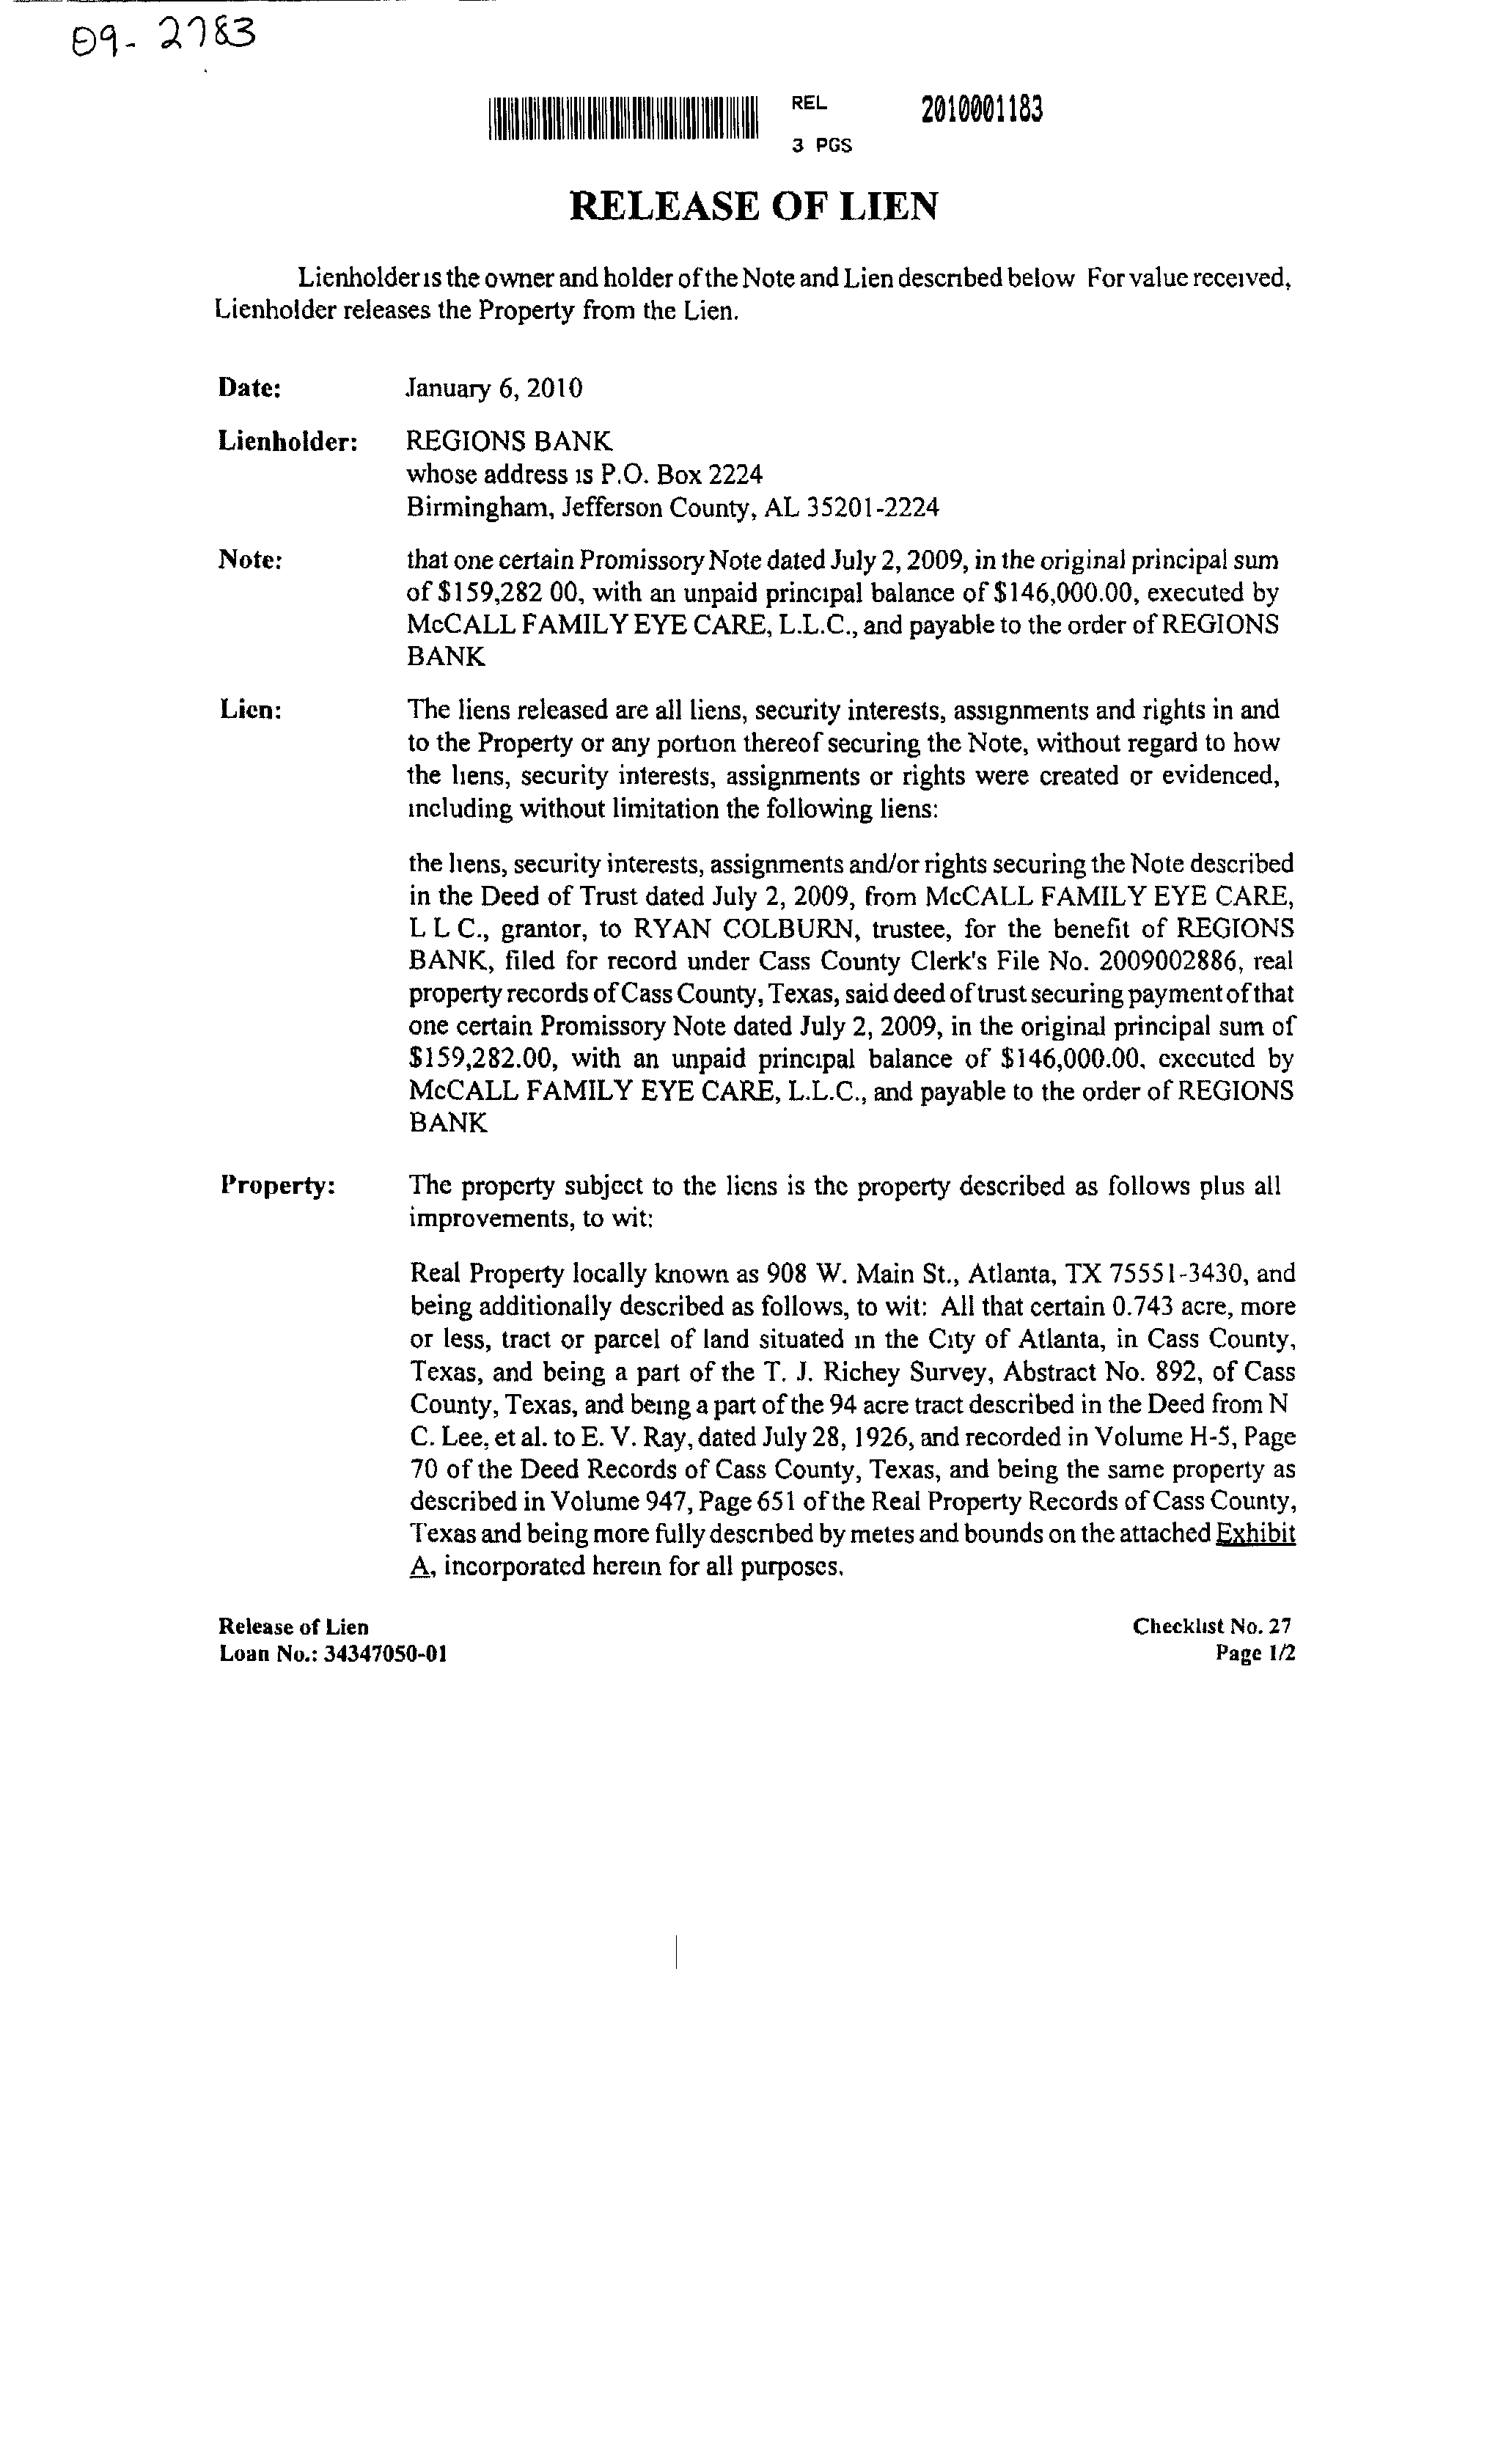 09-2783
REL 2010001183
3 PGS
RELEASE OF LIEN
Lienholder is the owner and holder of the Note and Lien described below For value received,
Lienholder releases the Property from the Lien.
Date: January 6, 2010
Lienholder: REGIONS BANK
whose address is P.O. Box 2224
Birmingham, Jefferson County, AL 35201-2224
Note: that one certain Promissory Note dated July 2, 2009, in the original principal sum
of $159,282 00, with an unpaid principal balance of $146,000.00, executed by
McCALL FAMILY EYE CARE, L.L.C., and payable to the order of REGIONS
BANK
Lien: The liens released are all liens, security interests, assignments and rights in and
to the Property or any portion thereof securing the Note, without regard to how
the liens, security interests, assignments or rights were created or evidenced,
including without limitation the following liens:
the liens, security interests, assignments and/or rights securing the Note described
in the Deed of Trust dated July 2, 2009, from McCALL FAMILY EYE CARE,
L L C., grantor, to RYAN COLBURN, trustee, for the benefit of REGIONS
BANK, filed for record under Cass County Clerk's File No. 2009002886, real
property records of Cass County, Texas, said deed of trust securing payment of that
one certain Promissory Note dated July 2, 2009, in the original principal sum of
$159,282.00, with an unpaid principal balance of $146,000.00, executed by
McCALL FAMILY EYE CARE, L.L.C., and payable to the order of REGIONS
BANK
Property: The property subject to the liens is the property described as follows plus all
improvements, to wit:
Real Property locally known as 908 W. Main St., Atlanta, TX 75551-3430, and
being additionally described as follows, to wit: All that certain 0.743 acre, more
or less, tract or parcel of land situated in the City of Atlanta, in Cass County,
Texas, and being a part of the T. J. Richey Survey, Abstract No. 892, of Cass
County, Texas, and being a part of the 94 acre tract described in the Deed from N
C. Lee, et al. to E. V. Ray, dated July 28, 1926, and recorded in Volume H-5, Page
70 of the Deed Records of Cass County, Texas, and being the same property as
described in Volume 947, Page 651 of the Real Property Records of Cass County,
Texas and being more fully described by metes and bounds on the attached Exhibit
A, incorporated herein for all purposes.
Release of Lien Checklist No. 27
Loan No.: 34347050-01 Page 1/2